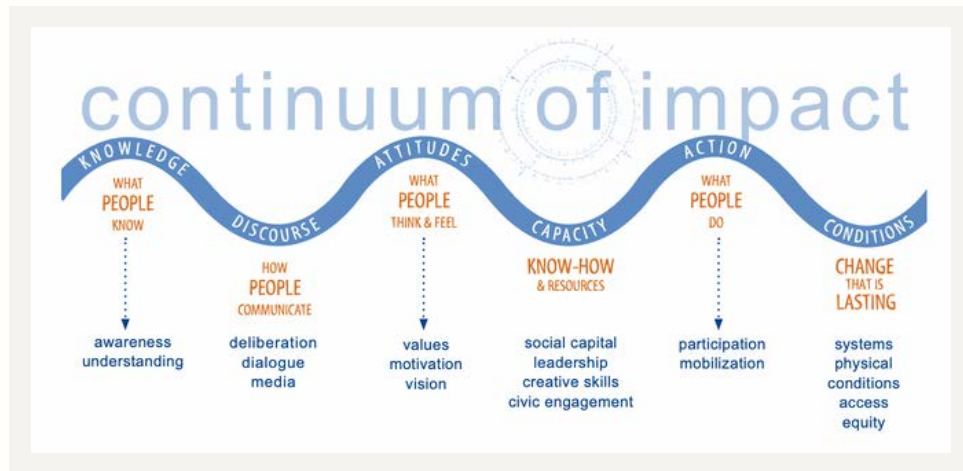 continuum of impact
KNOWLEDGE
WHAT
PEOPLE
KNOW
awareness
understanding
DISCOURSE
HOW
PEOPLE
COMMUNICATE
deliberation
dialogue
media
ATTITUDES
WHAT
PEOPLE
THINK & FEEL
values
motivation
vision
CAPACITY
KNOW-HOW
& RESOURCES
social capital
leadership
creative skills
civic engagement
ACTION
WHAT
PEOPLE
DO
participation
mobilization
CONDITIONS
CHANGE
THAT IS
LASTING
systems
physical
conditions
access
equity